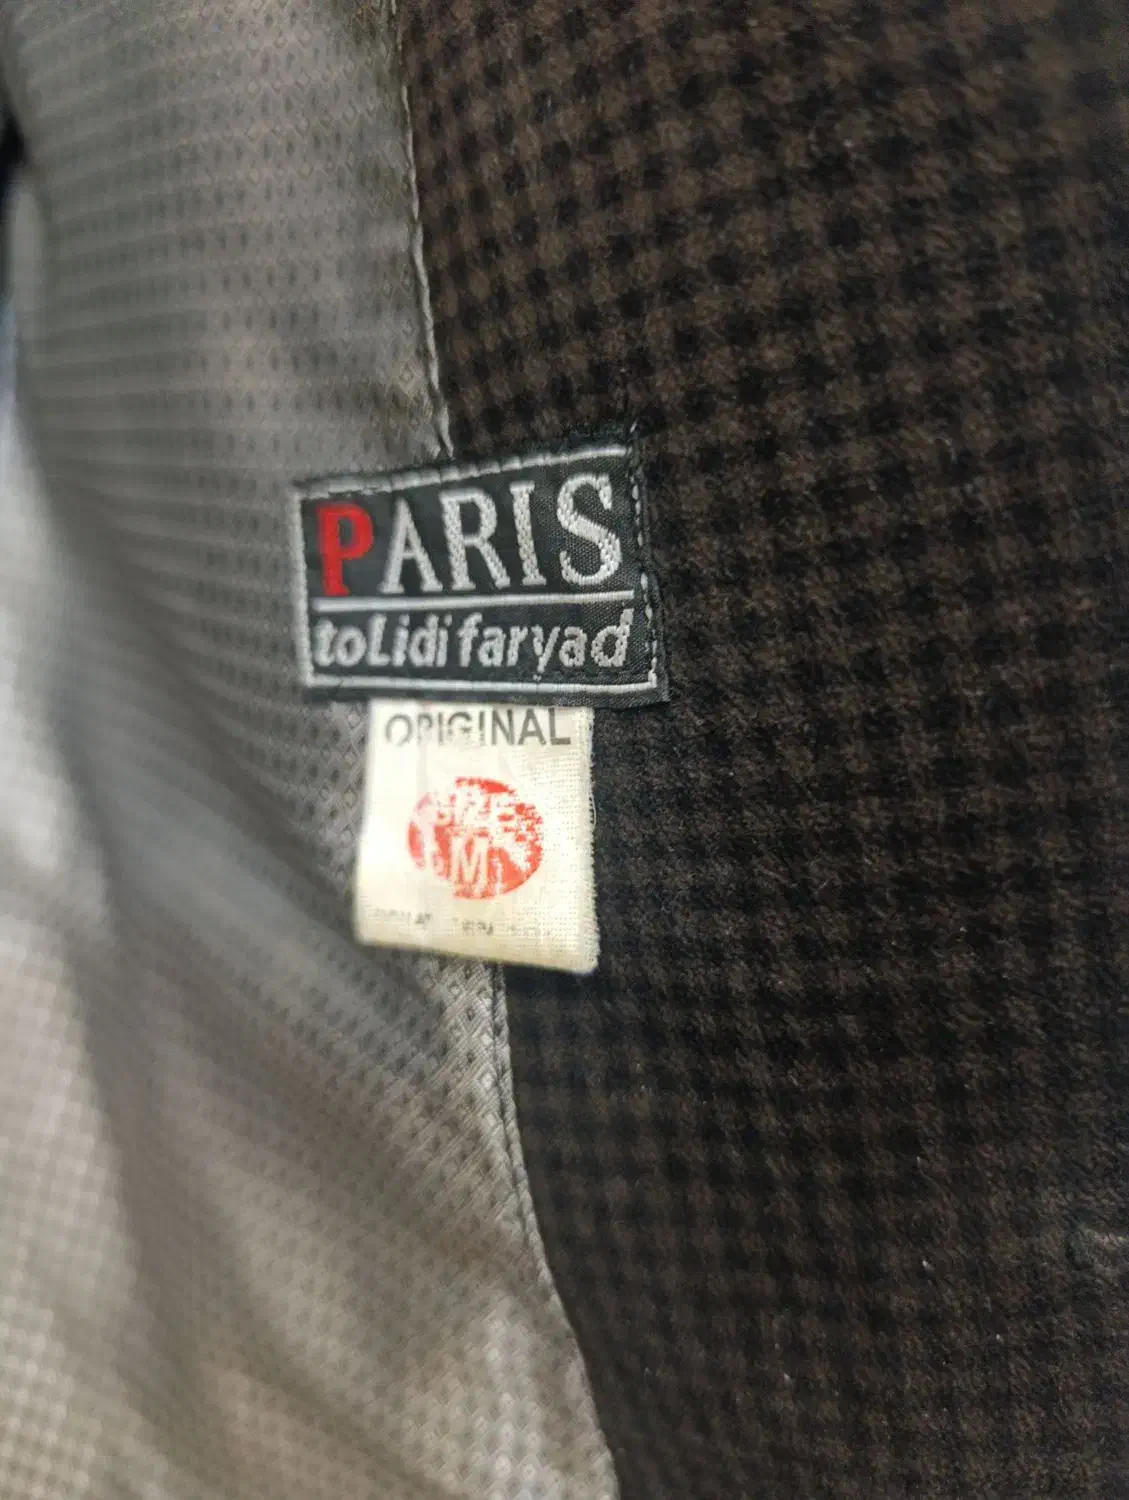 PARIS
toLidi faryad
ORIGINAL
SIZE
M